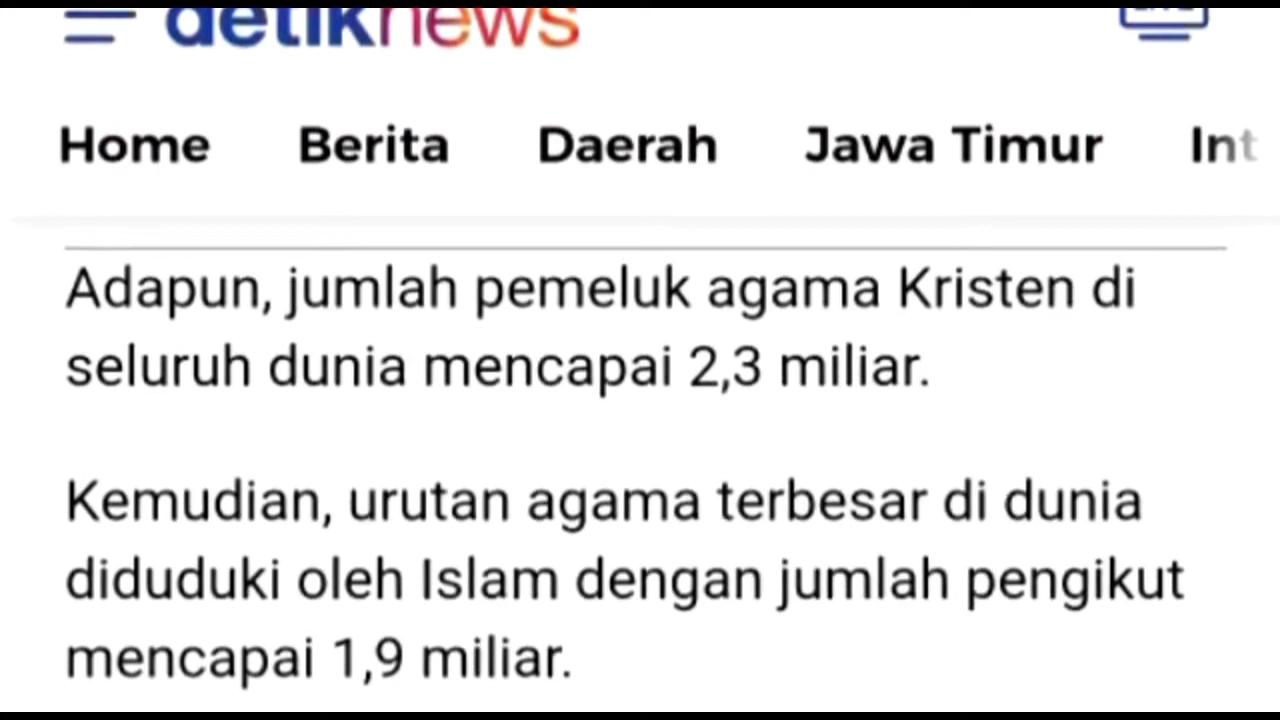 detiknews
Home Berita Daerah Jawa Timur Int
Adapun, jumlah pemeluk agama Kristen di
seluruh dunia mencapai 2,3 miliar.
Kemudian, urutan agama terbesar di dunia
diduduki oleh Islam dengan jumlah pengikut
mencapai 1,9 miliar.